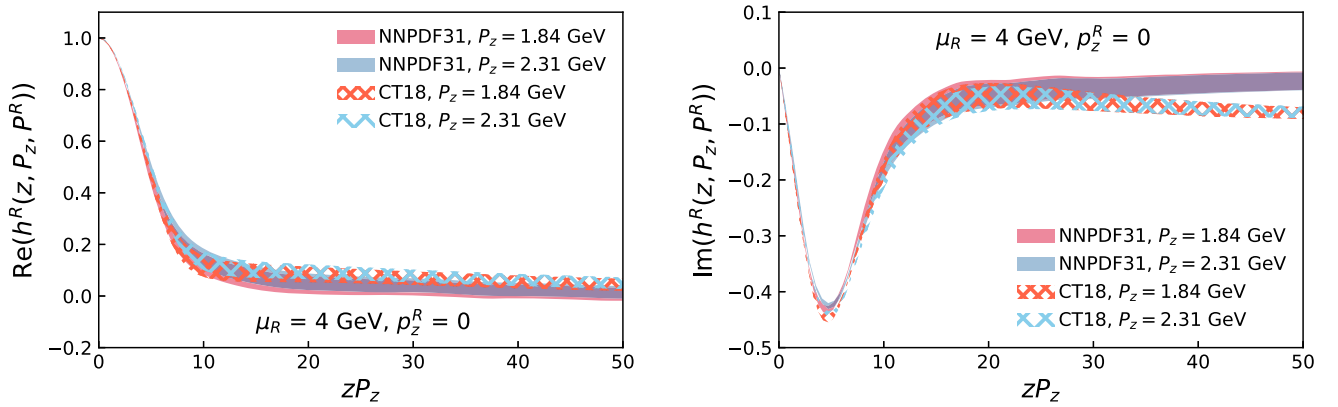 Re(h^R(z, P_z, P^R))
1.0
0.8
0.6
0.4
0.2
0.0
−0.2
NNPDF31, P_z = 1.84 GeV
NNPDF31, P_z = 2.31 GeV
CT18, P_z = 1.84 GeV
CT18, P_z = 2.31 GeV
μ_R = 4 GeV, p_z^R = 0
0 10 20 30 40 50
zP_z
Im(h^R(z, P_z, P^R))
0.1
0.0
−0.1
−0.2
−0.3
−0.4
−0.5
μ_R = 4 GeV, p_z^R = 0
NNPDF31, P_z = 1.84 GeV
NNPDF31, P_z = 2.31 GeV
CT18, P_z = 1.84 GeV
CT18, P_z = 2.31 GeV
0 10 20 30 40 50
zP_z